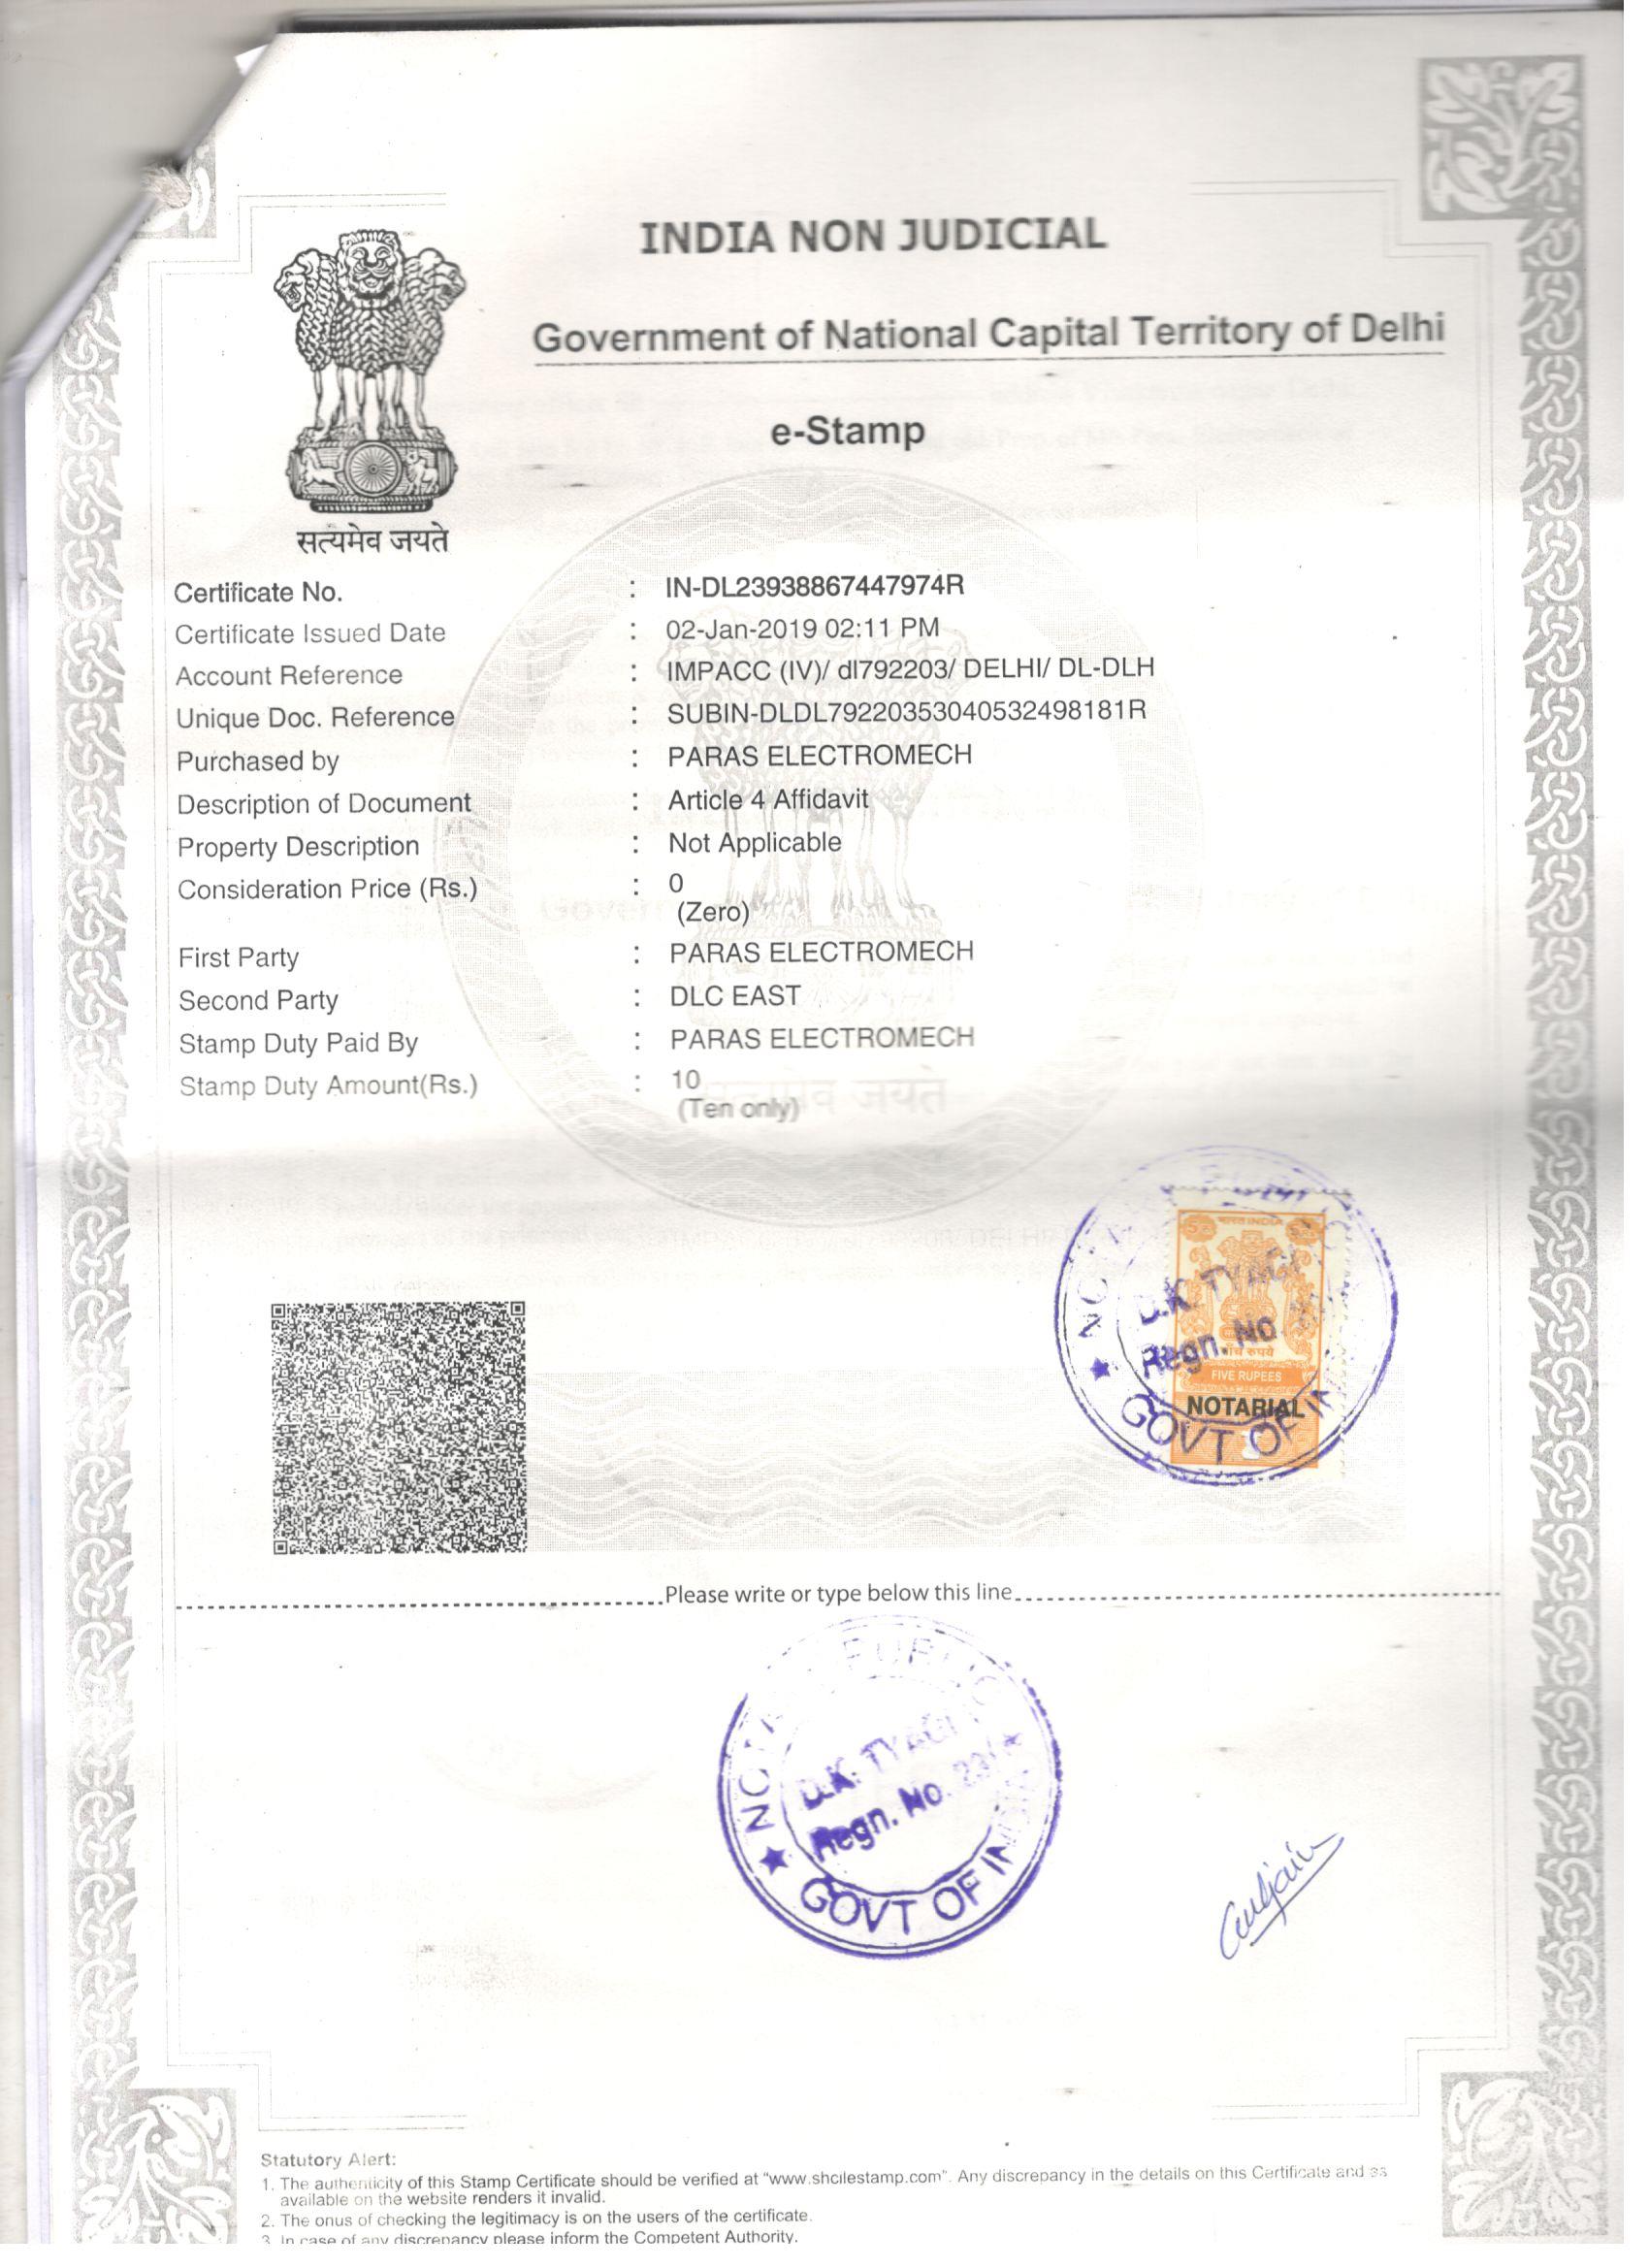 INDIA NON JUDICIAL
Government of National Capital Territory of Delhi
e-Stamp
सत्यमेव जयते
Certificate No. : IN-DL23938867447974R
Certificate Issued Date : 02-Jan-2019 02:11 PM
Account Reference : IMPACC (IV)/ dl792203/ DELHI/ DL-DLH
Unique Doc. Reference : SUBIN-DLDL79220353040532498181R
Purchased by : PARAS ELECTROMECH
Description of Document : Article 4 Affidavit
Property Description : Not Applicable
Consideration Price (Rs.) : 0
(Zero)
First Party : PARAS ELECTROMECH
Second Party : DLC EAST
Stamp Duty Paid By : PARAS ELECTROMECH
Stamp Duty Amount(Rs.) : 10
(Ten only)
सत्यमेव जयते
भारत INDIA
D.K. TYAGI
Regn. No.
पाँच रुपये
FIVE RUPEES
NOTARIAL
GOVT OF
Please write or type below this line
PUBLIC
D.K. TYAGI
Regn. No.
GOVT OF INDIA
Statutory Alert:
1. The authenticity of this Stamp Certificate should be verified at "www.shcilestamp.com". Any discrepancy in the details on this Certificate and as
available on the website renders it invalid.
2. The onus of checking the legitimacy is on the users of the certificate.
3. In case of any discrepancy please inform the Competent Authority.